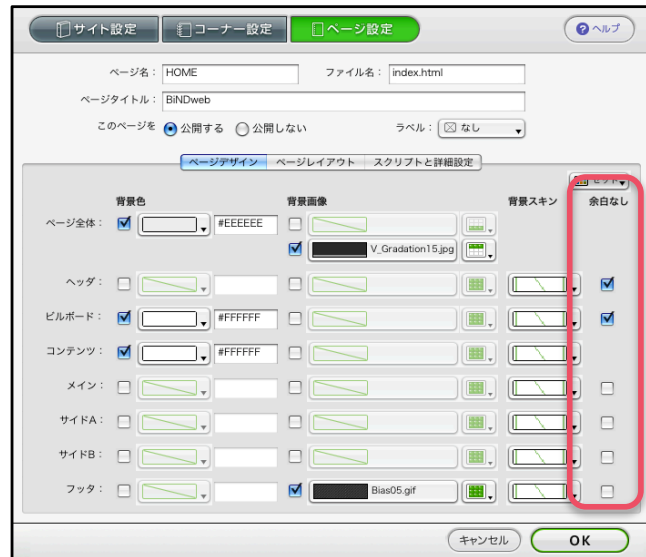 サイト設定 コーナー設定 ページ設定 ? ヘルプ
ページ名: HOME ファイル名: index.html
ページタイトル: BiNDweb
このページを 公開する 公開しない ラベル: なし
ページデザイン ページレイアウト スクリプトと詳細設定
背景色 背景画像 背景スキン 余白なし
ページ全体: #EEEEEE
V_Gradation15.jpg
ヘッダ:
ビルボード: #FFFFFF
コンテンツ: #FFFFFF
メイン:
サイドA:
サイドB:
フッタ: Bias05.gif
キャンセル OK